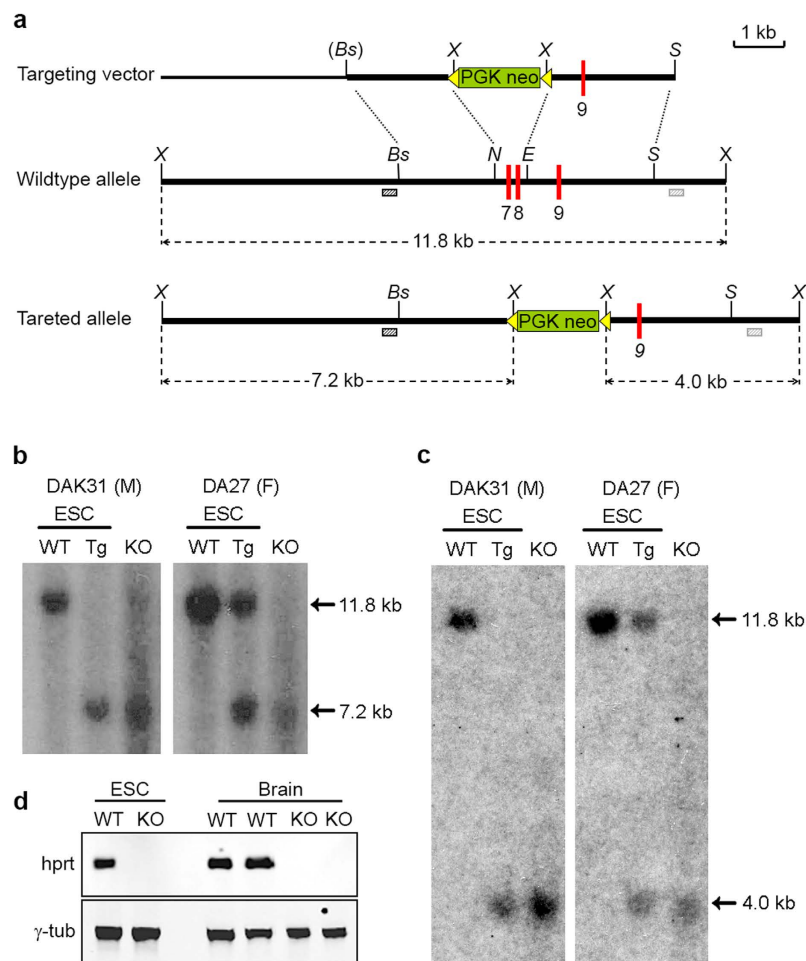 a
1 kb
(Bs) X X S
Targeting vector PGK neo
9
X Bs N E S X
Wildtype allele
7 8 9
11.8 kb
X Bs X X S X
Tareted allele PGK neo
9
7.2 kb 4.0 kb
b
DAK31 (M) DA27 (F)
ESC ESC
WT Tg KO WT Tg KO
11.8 kb
7.2 kb
c
DAK31 (M) DA27 (F)
ESC ESC
WT Tg KO WT Tg KO
11.8 kb
4.0 kb
d
ESC Brain
WT KO WT WT KO KO
hprt
γ-tub